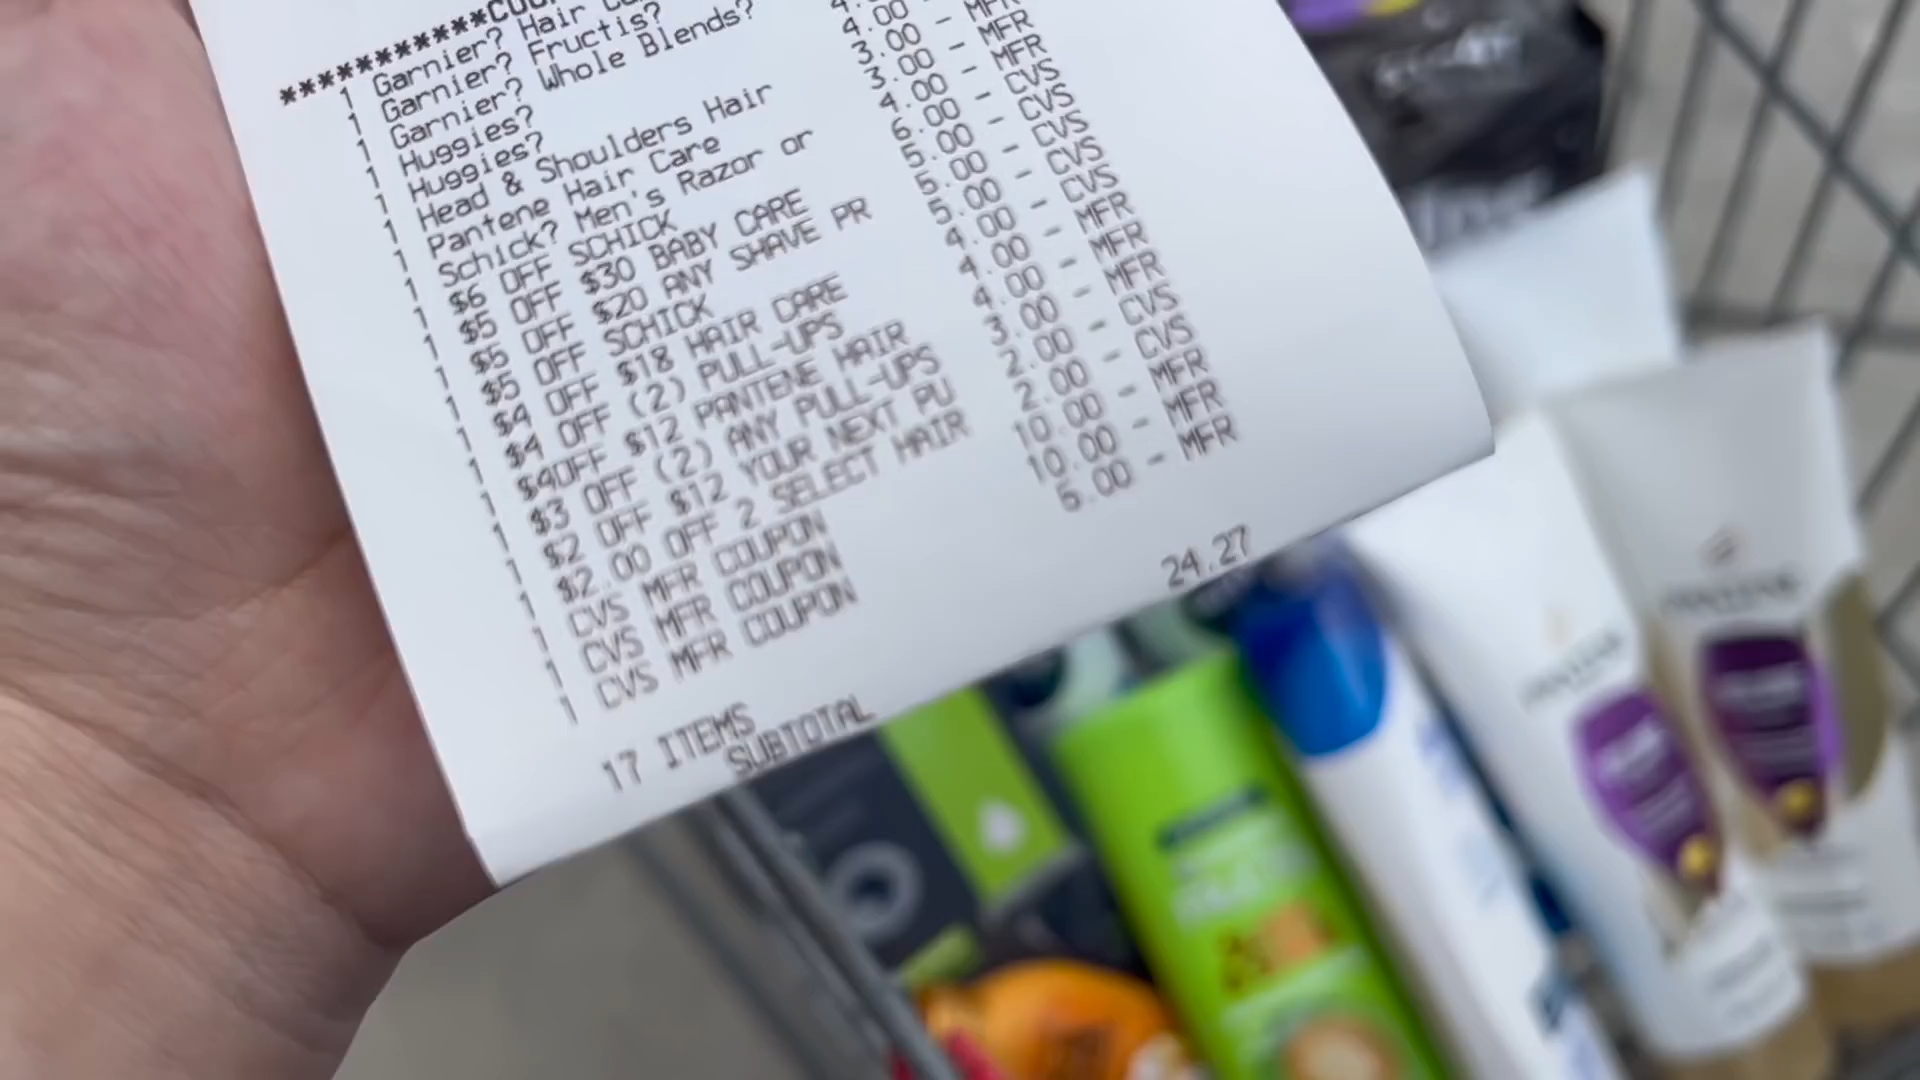 **********COU
1 Garnier? Hair
1 Garnier? Fructis?
1 Garnier? Whole Blends?
1 Huggies?
1 Huggies?
1 Head & Shoulders Hair 4.00 -
1 Pantene Hair Care 3.00 - MFR
1 Schick? Men's Razor or 3.00 - MFR
1 $6 OFF SCHICK 4.00 - MFR
1 $5 OFF $30 BABY CARE 6.00 - CVS
1 $5 OFF $20 ANY SHAVE PR 5.00 - CVS
1 $5 OFF SCHICK 5.00 - CVS
1 $4 OFF $18 HAIR CARE 5.00 - CVS
1 $4 OFF (2) PULL-UPS 4.00 - CVS
1 $4OFF $12 PANTENE HAIR 4.00 - MFR
1 $3 OFF (2) ANY PULL-UPS 4.00 - MFR
1 $2 OFF $12 YOUR NEXT PU 3.00 - MFR
1 $2.00 OFF 2 SELECT HAIR 2.00 - CVS
1 CVS MFR COUPON 2.00 - CVS
1 CVS MFR COUPON 10.00 - MFR
1 CVS MFR COUPON 10.00 - MFR
5.00 - MFR
17 ITEMS
SUBTOTAL 24.27
PANTENE
PANTENE